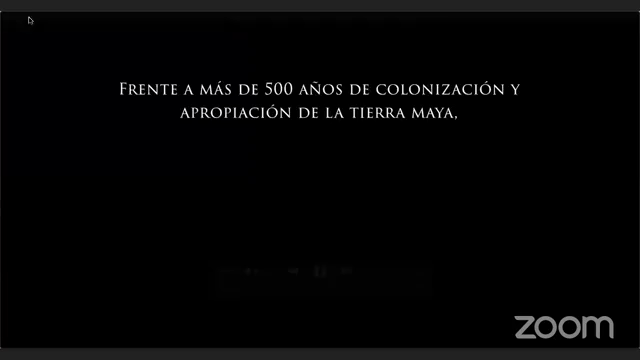 Frente a más de 500 años de colonización y
apropiación de la tierra maya,
zoom